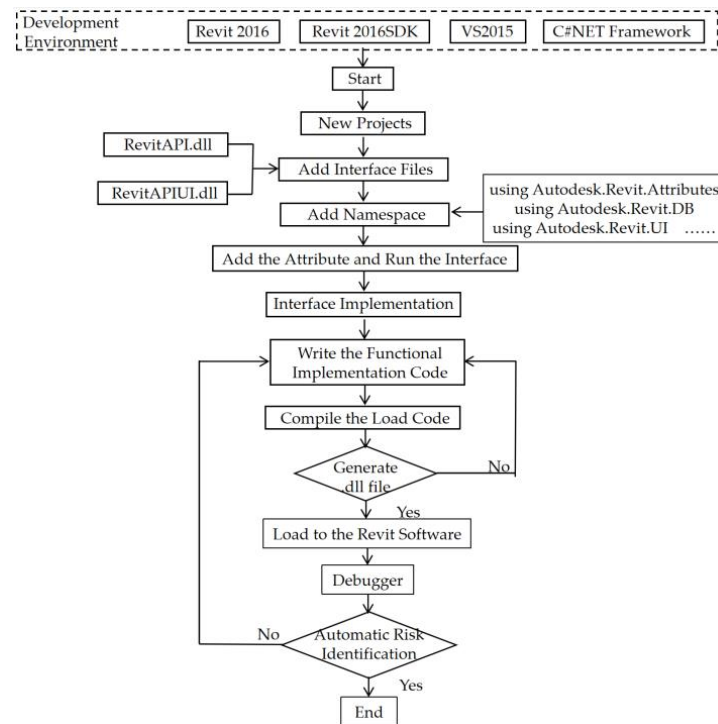 Development
Environment
Revit 2016
Revit 2016SDK
VS2015
C#NET Framework
Start
New Projects
RevitAPI.dll
Add Interface Files
RevitAPIUI.dll
using Autodesk.Revit.Attributes
using Autodesk.Revit.DB
using Autodesk.Revit.UI ......
Add Namespace
Add the Attribute and Run the Interface
Interface Implementation
Write the Functional
Implementation Code
Compile the Load Code
Generate
.dll file
No
Yes
Load to the Revit Software
Debugger
No
Automatic Risk
Identification
Yes
End